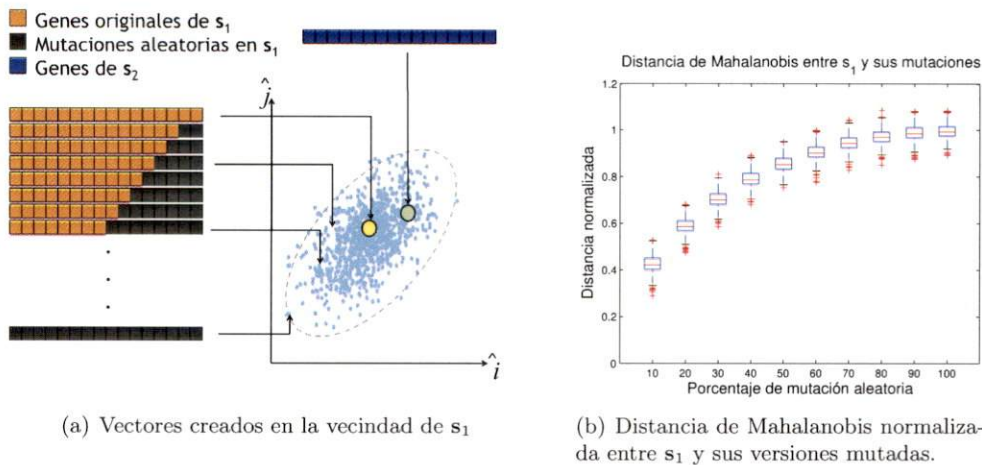 Genes originales de s1
Mutaciones aleatorias en s1
Genes de s2
ĵ
î
(a) Vectores creados en la vecindad de s1
Distancia de Mahalanobis entre s1 y sus mutaciones
Distancia normalizada
1.2
1
0.8
0.6
0.4
0.2
0
10 20 30 40 50 60 70 80 90 100
Porcentaje de mutación aleatoria
(b) Distancia de Mahalanobis normaliza-
da entre s1 y sus versiones mutadas.